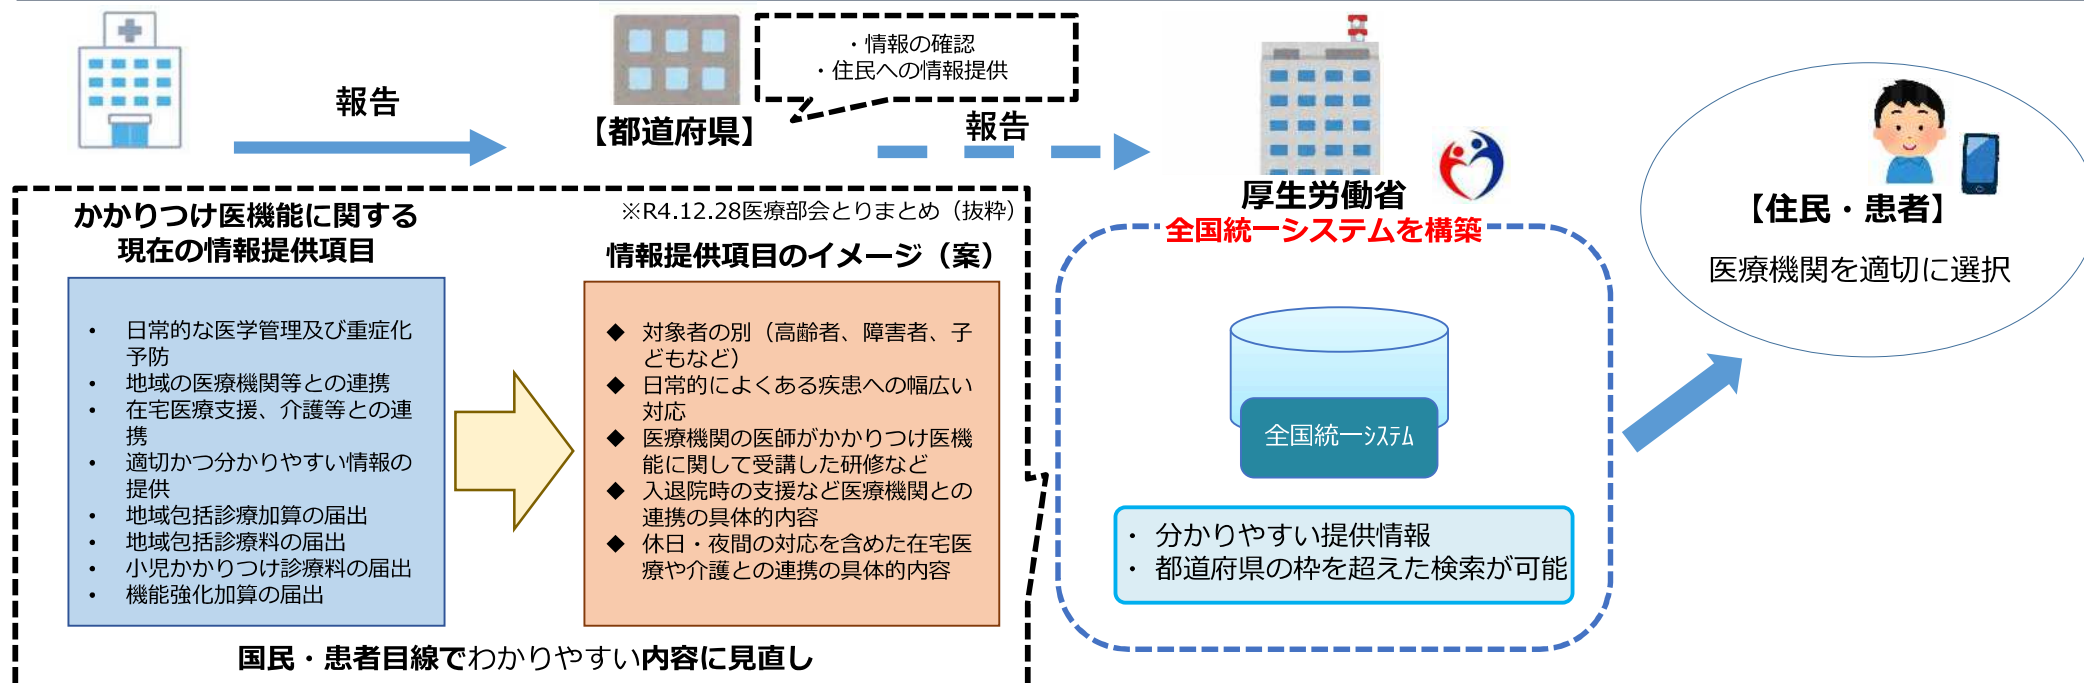 ・情報の確認
・住民への情報提供
報告
【都道府県】
報告
厚生労働省
全国統一システムを構築
【住民・患者】
医療機関を適切に選択
かかりつけ医機能に関する
現在の情報提供項目
・ 日常的な医学管理及び重症化
予防
・ 地域の医療機関等との連携
・ 在宅医療支援、介護等との連
携
・ 適切かつ分かりやすい情報の
提供
・ 地域包括診療加算の届出
・ 地域包括診療料の届出
・ 小児かかりつけ診療料の届出
・ 機能強化加算の届出
※R4.12.28医療部会とりまとめ（抜粋）
情報提供項目のイメージ（案）
◆ 対象者の別（高齢者、障害者、子
どもなど）
◆ 日常的によくある疾患への幅広い
対応
◆ 医療機関の医師がかかりつけ医機
能に関して受講した研修など
◆ 入退院時の支援など医療機関との
連携の具体的内容
◆ 休日・夜間の対応を含めた在宅医
療や介護との連携の具体的内容
国民・患者目線でわかりやすい内容に見直し
全国統一ｼｽﾃﾑ
・ 分かりやすい提供情報
・ 都道府県の枠を超えた検索が可能